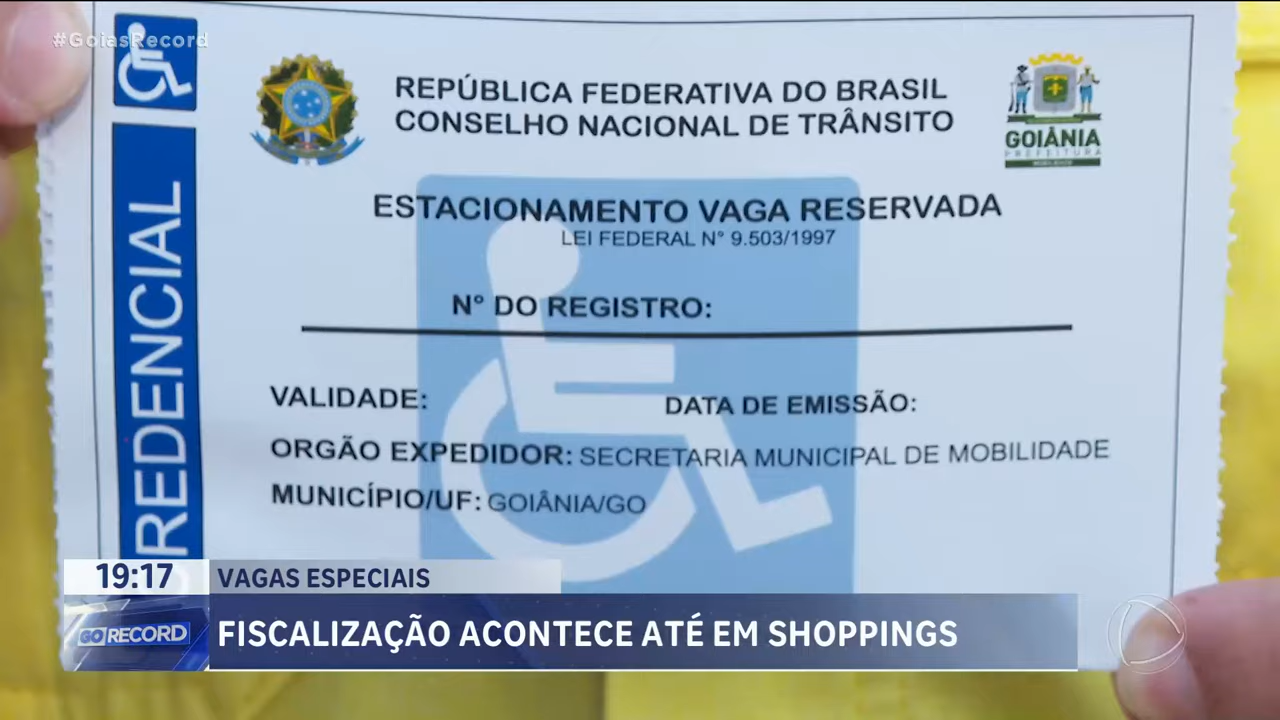 #GoiasRecord
REPÚBLICA FEDERATIVA DO BRASIL
CONSELHO NACIONAL DE TRÂNSITO
GOIÂNIA
PREFEITURA
MOBILIDADE
REDENCIAL
ESTACIONAMENTO VAGA RESERVADA
LEI FEDERAL N° 9.503/1997
N° DO REGISTRO:
VALIDADE:
DATA DE EMISSÃO:
ORGÃO EXPEDIDOR: SECRETARIA MUNICIPAL DE MOBILIDADE
MUNICÍPIO/UF: GOIÂNIA/GO
19:17
VAGAS ESPECIAIS
GO RECORD
FISCALIZAÇÃO ACONTECE ATÉ EM SHOPPINGS